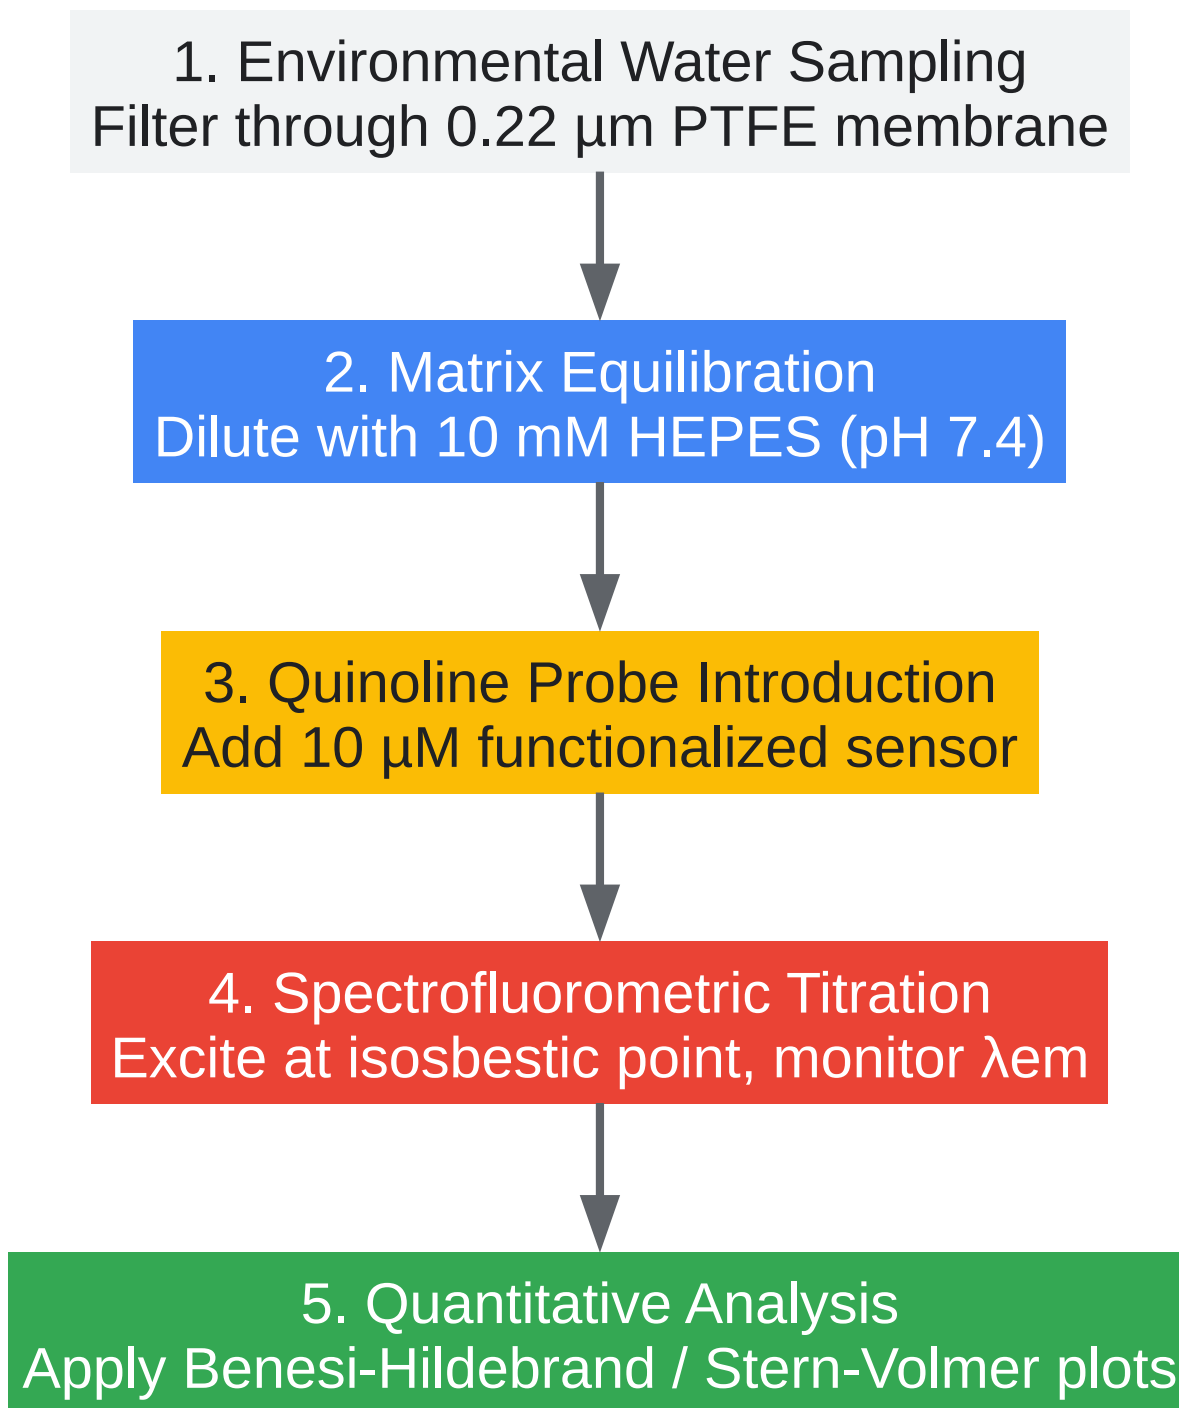 1. Environmental Water Sampling
Filter through 0.22 µm PTFE membrane
2. Matrix Equilibration
Dilute with 10 mM HEPES (pH 7.4)
3. Quinoline Probe Introduction
Add 10 µM functionalized sensor
4. Spectrofluorometric Titration
Excite at isosbestic point, monitor λem
5. Quantitative Analysis
Apply Benesi-Hildebrand / Stern-Volmer plots